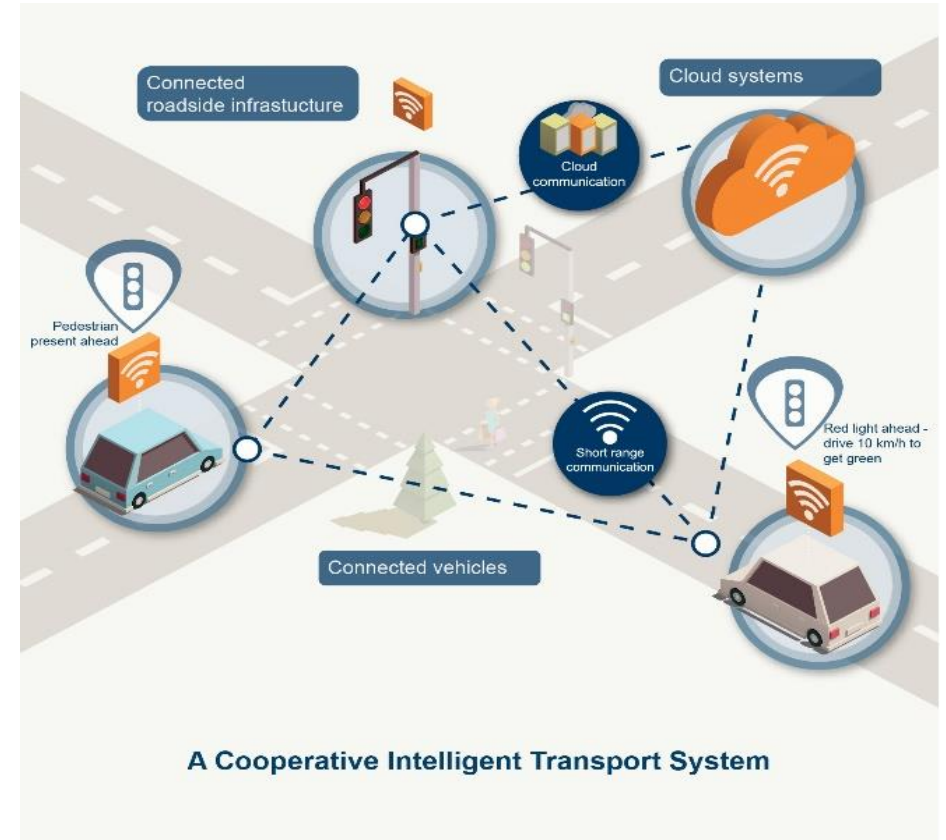 Connected
roadside infrastucture
Cloud systems
Cloud
communication
Pedestrian
present ahead
Red light ahead -
drive 10 km/h to
get green
Short range
communication
Connected vehicles
A Cooperative Intelligent Transport System